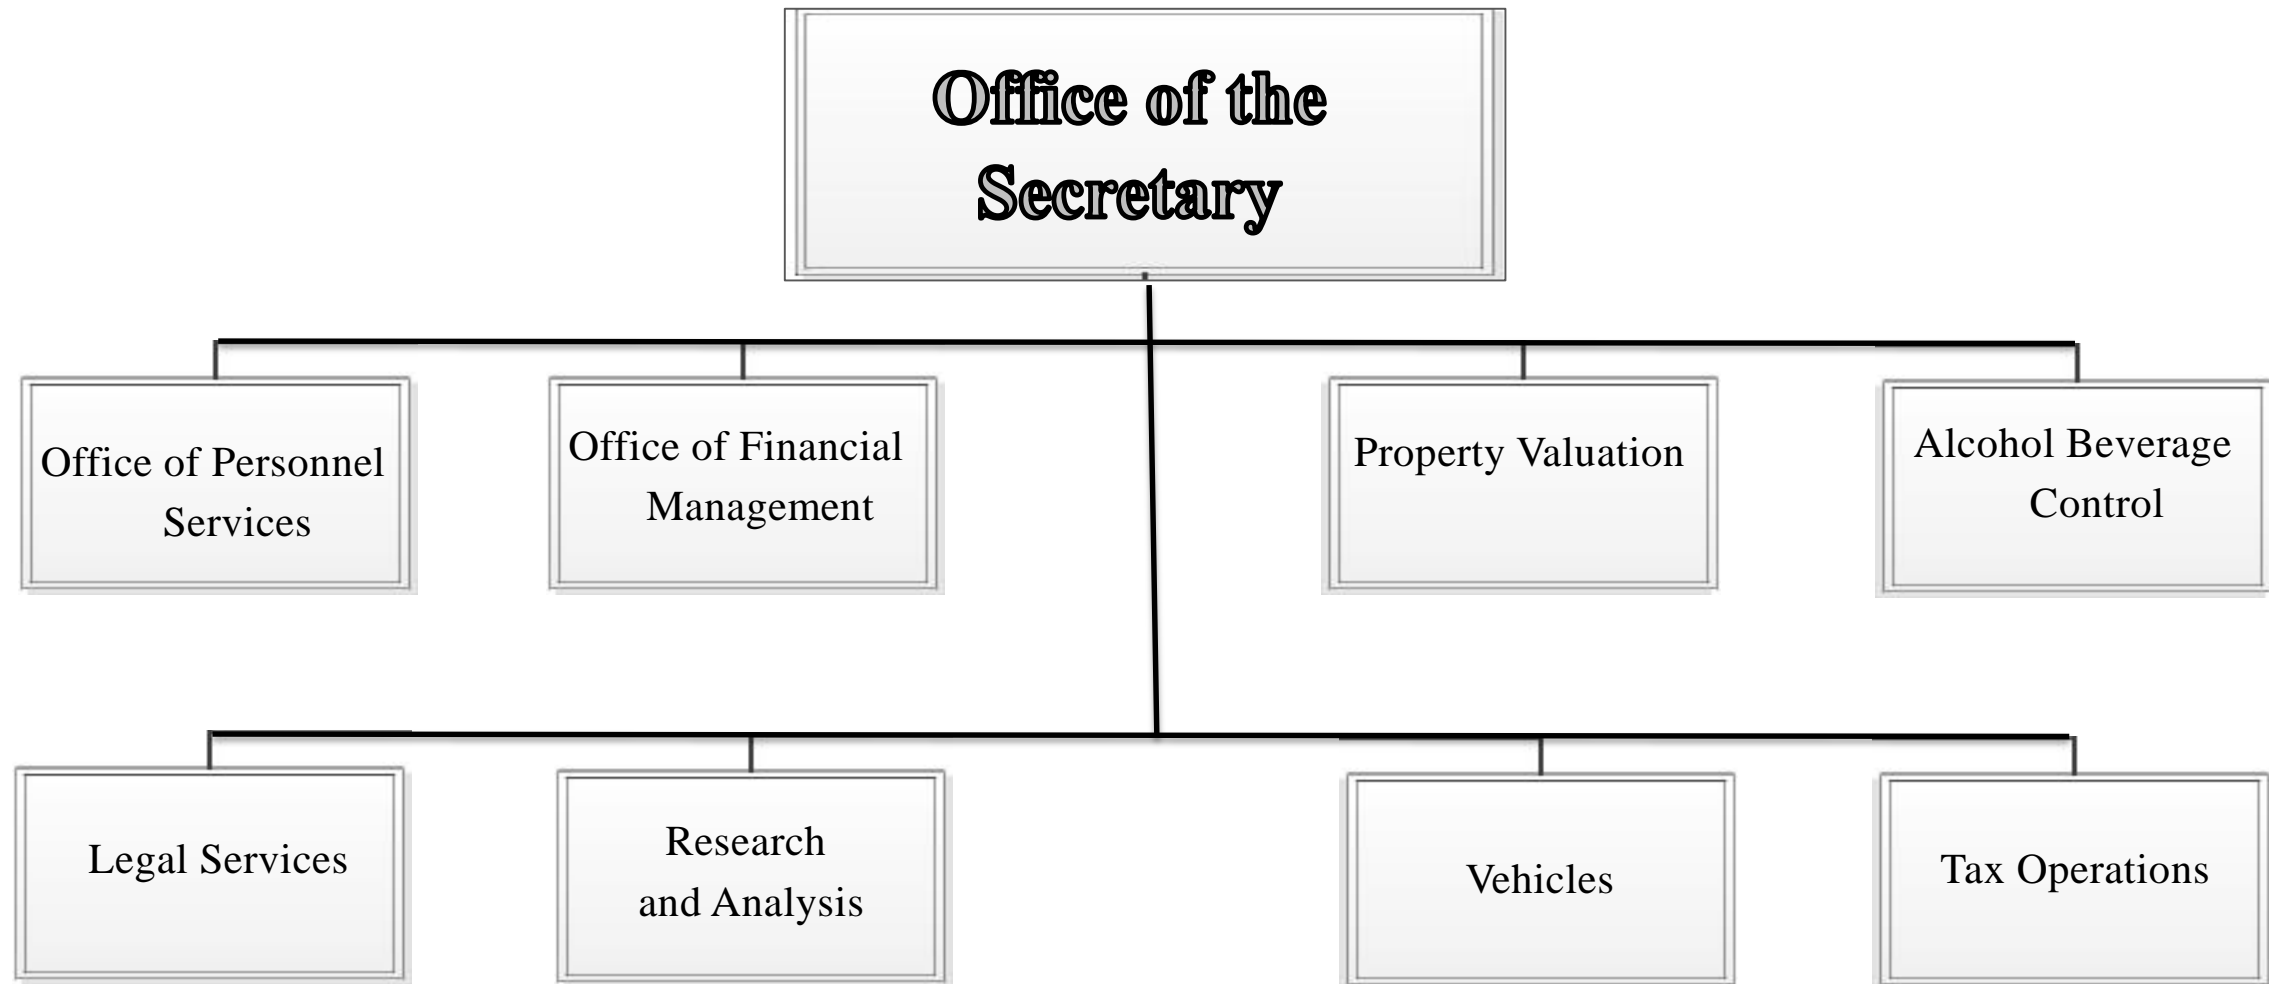 Office of the
Secretary
Office of Personnel
Services
Office of Financial
Management
Property Valuation
Alcohol Beverage
Control
Legal Services
Research
and Analysis
Vehicles
Tax Operations